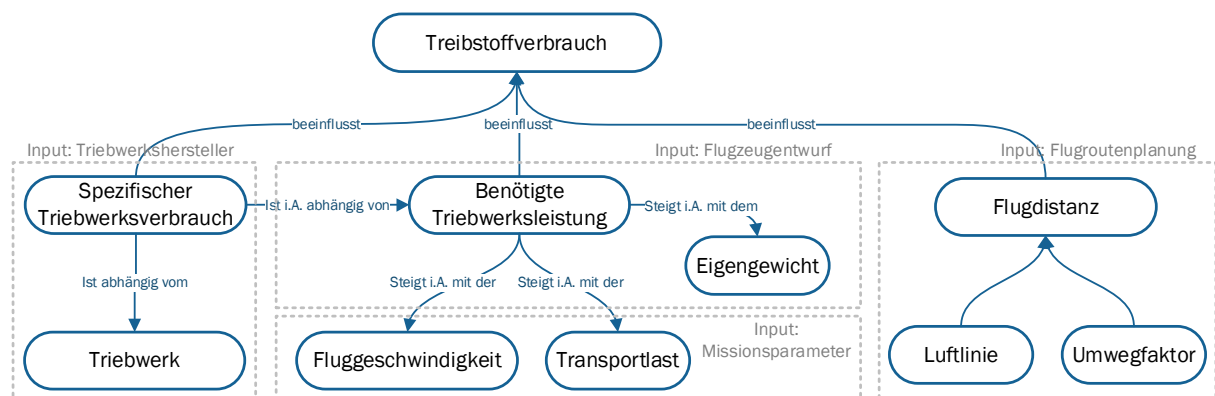 Treibstoffverbrauch
beeinflusst
beeinflusst
beeinflusst
Input: Triebwerkshersteller
Input: Flugzeugentwurf
Input: Flugroutenplanung
Spezifischer
Triebwerksverbrauch
Ist i.A. abhängig von
Benötigte
Triebwerksleistung
Steigt i.A. mit dem
Flugdistanz
Eigengewicht
Ist abhängig vom
Steigt i.A. mit der
Steigt i.A. mit der
Input:
Missionsparameter
Triebwerk
Fluggeschwindigkeit
Transportlast
Luftlinie
Umwegfaktor